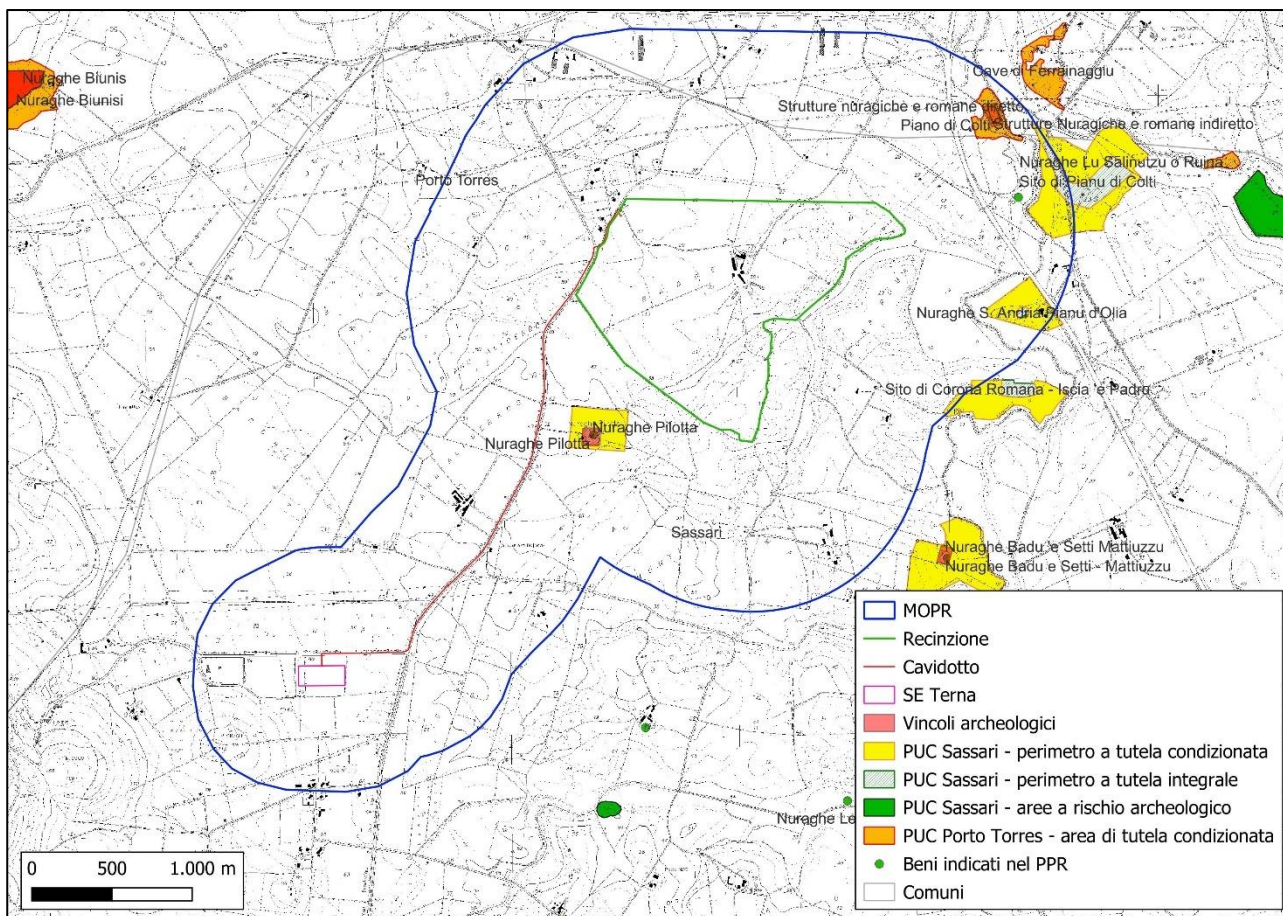 Nuraghe Biunis
Nuraghe Biunisi
Cave di Ferrainaggiu
Strutture nuragiche e romane diretto
Piano di Colti
Strutture Nuragiche e romane indiretto
Nuraghe Lu Salinutzu o Ruina
Sito di Pianu di Colti
Porto Torres
Nuraghe S. Andria Pianu d'Olia
Sito di Corona Romana - Iscia 'e Padru
Nuraghe Pilotta
Nuraghe Pilotta
Sassari
Nuraghe Badu 'e Setti Mattiuzzu
Nuraghe Badu e Setti - Mattiuzzu
Nuraghe Le
MOPR
Recinzione
Cavidotto
SE Terna
Vincoli archeologici
PUC Sassari - perimetro a tutela condizionata
PUC Sassari - perimetro a tutela integrale
PUC Sassari - aree a rischio archeologico
PUC Porto Torres - area di tutela condizionata
Beni indicati nel PPR
Comuni
0 500 1.000 m